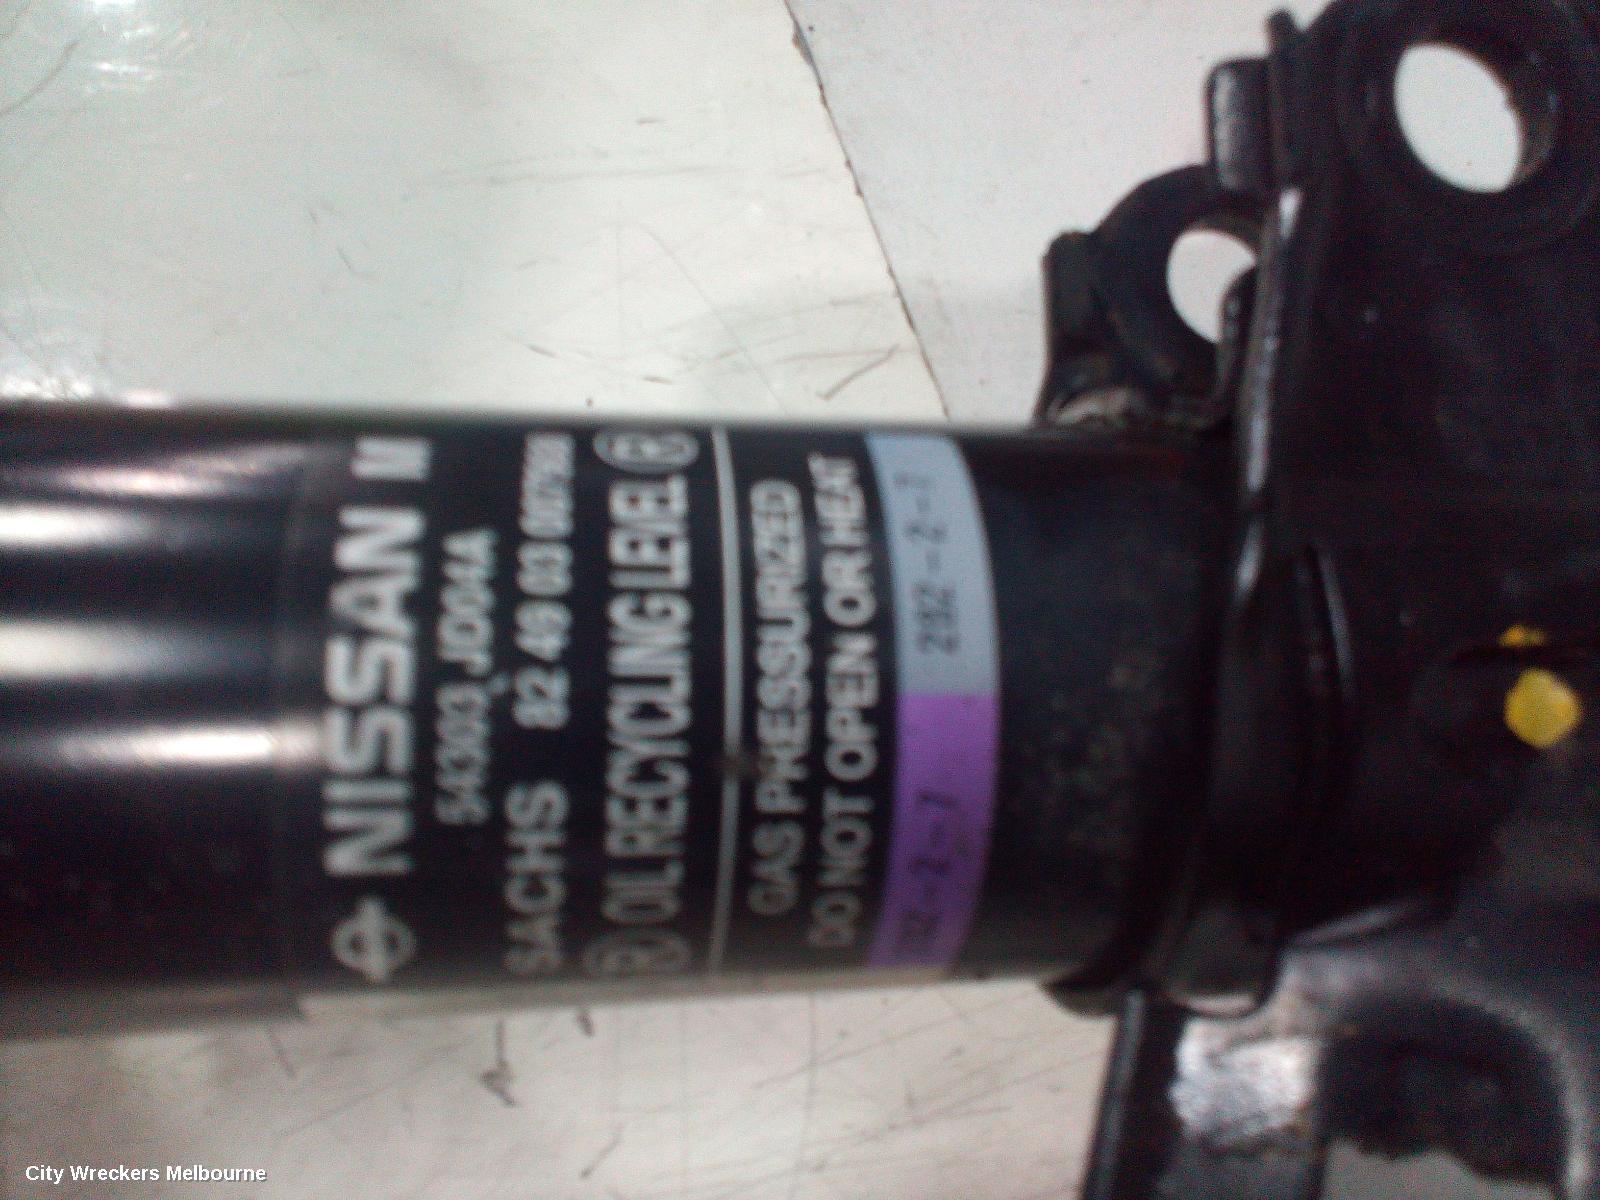 NISSAN M
54303 JD04A
SACHS 82 49 03
Ⓡ OIL RECYCLING LEVEL Ⓡ
GAS PRESSURIZED
DO NOT OPEN OR HEAT
City Wreckers Melbourne